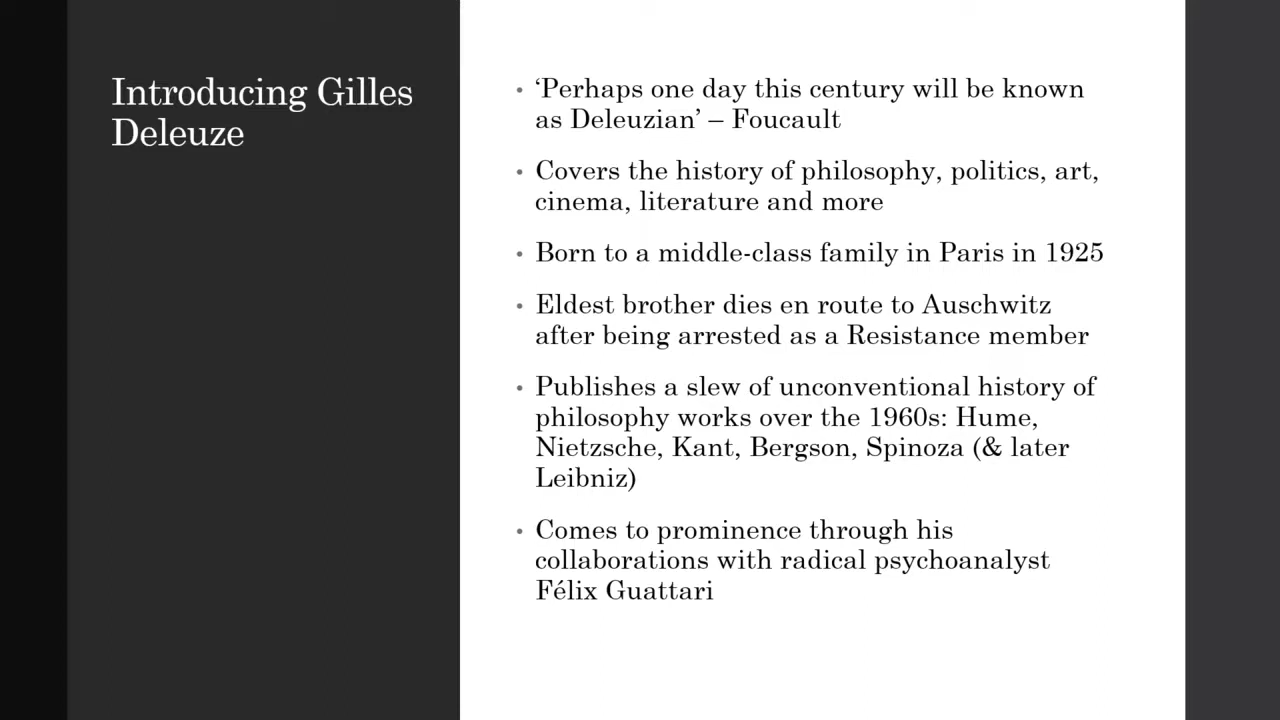 Introducing Gilles
Deleuze
• ‘Perhaps one day this century will be known
as Deleuzian’ – Foucault
• Covers the history of philosophy, politics, art,
cinema, literature and more
• Born to a middle-class family in Paris in 1925
• Eldest brother dies en route to Auschwitz
after being arrested as a Resistance member
• Publishes a slew of unconventional history of
philosophy works over the 1960s: Hume,
Nietzsche, Kant, Bergson, Spinoza (& later
Leibniz)
• Comes to prominence through his
collaborations with radical psychoanalyst
Félix Guattari